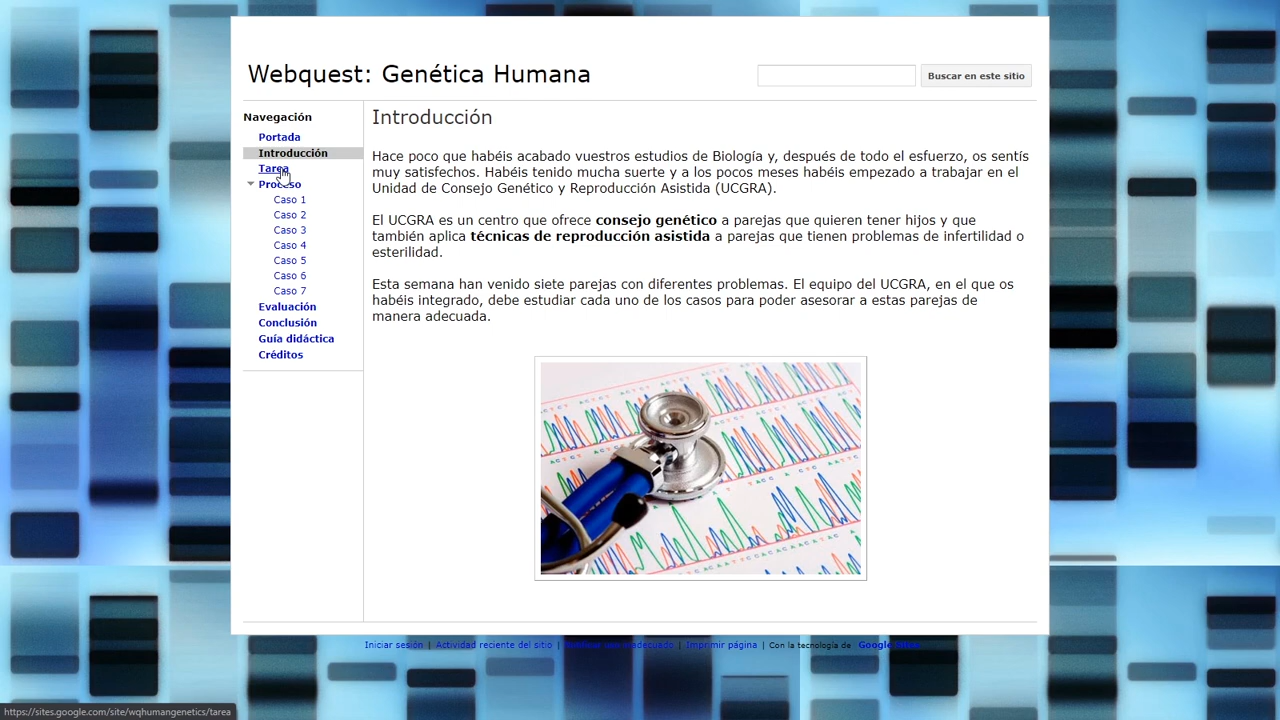 Webquest: Genética Humana
Buscar en este sitio
Navegación
Portada
Introducción
Tarea
Proceso
Caso 1
Caso 2
Caso 3
Caso 4
Caso 5
Caso 6
Caso 7
Evaluación
Conclusión
Guía didáctica
Créditos
Introducción
Hace poco que habéis acabado vuestros estudios de Biología y, después de todo el esfuerzo, os sentís
muy satisfechos. Habéis tenido mucha suerte y a los pocos meses habéis empezado a trabajar en el
Unidad de Consejo Genético y Reproducción Asistida (UCGRA).
El UCGRA es un centro que ofrece consejo genético a parejas que quieren tener hijos y que
también aplica técnicas de reproducción asistida a parejas que tienen problemas de infertilidad o
esterilidad.
Esta semana han venido siete parejas con diferentes problemas. El equipo del UCGRA, en el que os
habéis integrado, debe estudiar cada uno de los casos para poder asesorar a estas parejas de
manera adecuada.
Iniciar sesión | Actividad reciente del sitio | | Imprimir página | Con la tecnología de Google Sites
https://sites.google.com/site/wqhumangenetics/tarea